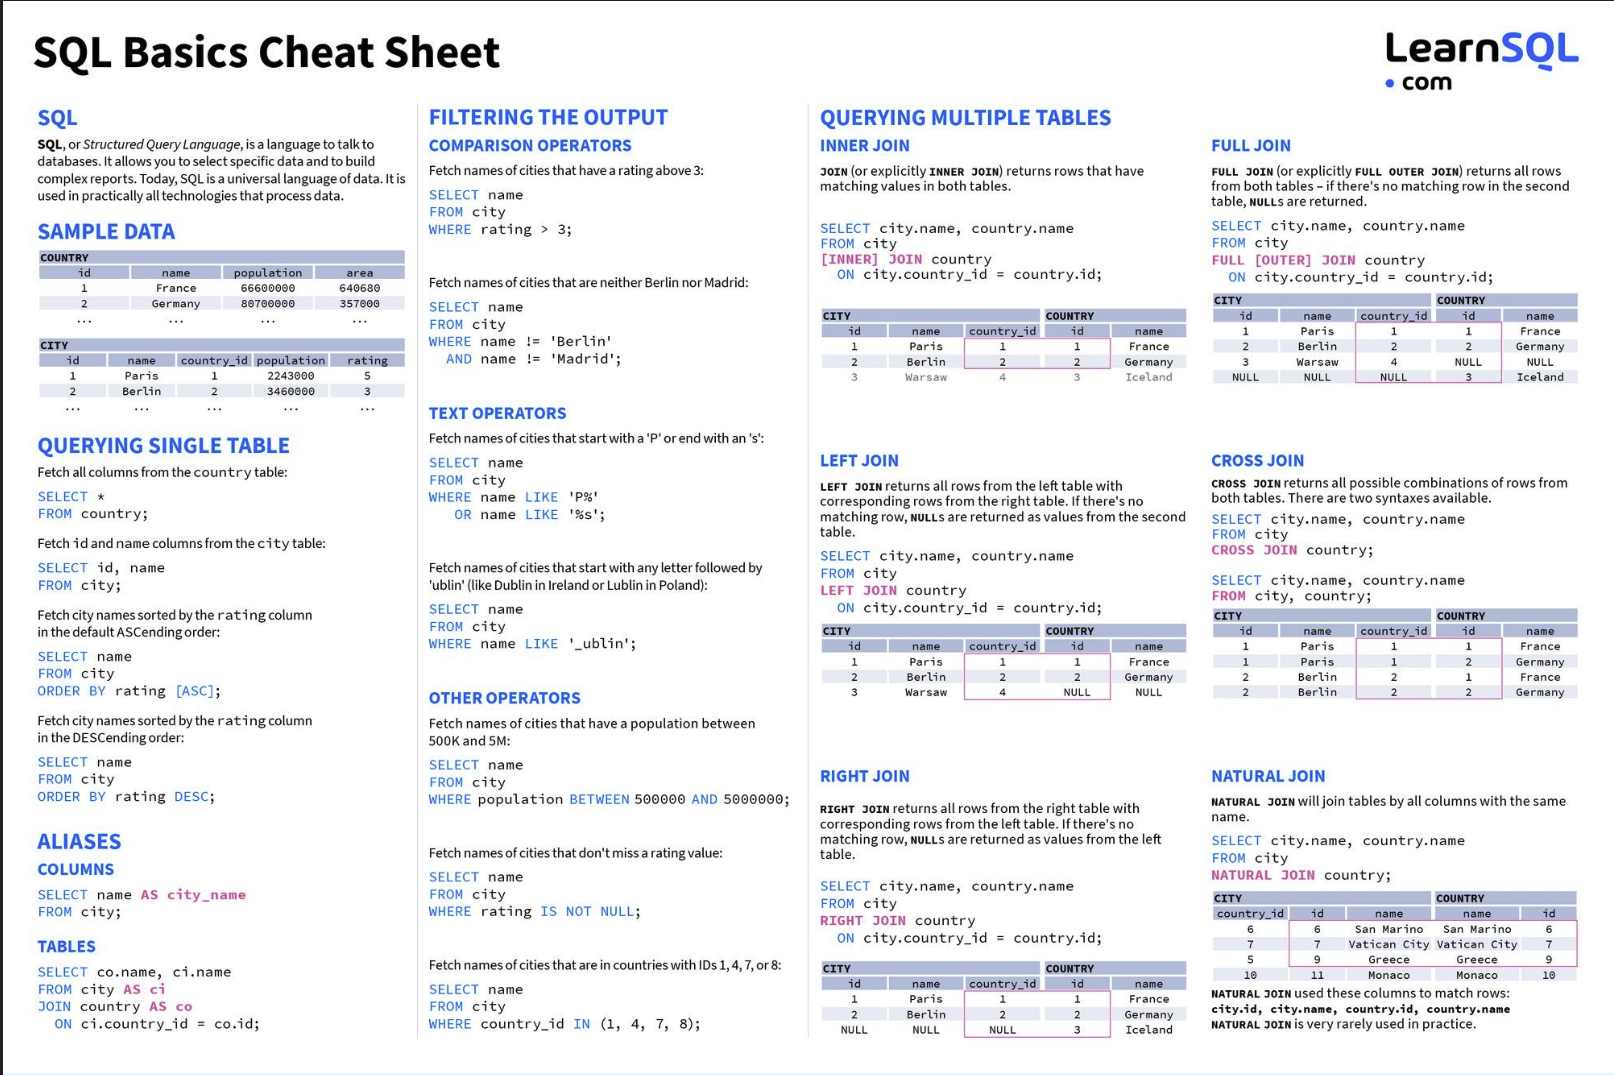 SQL Basics Cheat Sheet
LearnSQL
• com
SQL
SQL, or Structured Query Language, is a language to talk to
databases. It allows you to select specific data and to build
complex reports. Today, SQL is a universal language of data. It is
used in practically all technologies that process data.
SAMPLE DATA
COUNTRY
id name population area
1 France 66600000 640680
2 Germany 80700000 357000
... ... ... ...
CITY
id name country_id population rating
1 Paris 1 2243000 5
2 Berlin 2 3460000 3
... ... ... ... ...
QUERYING SINGLE TABLE
Fetch all columns from the country table:
SELECT *
FROM country;
Fetch id and name columns from the city table:
SELECT id, name
FROM city;
Fetch city names sorted by the rating column
in the default ASCending order:
SELECT name
FROM city
ORDER BY rating [ASC];
Fetch city names sorted by the rating column
in the DESCending order:
SELECT name
FROM city
ORDER BY rating DESC;
ALIASES
COLUMNS
SELECT name AS city_name
FROM city;
TABLES
SELECT co.name, ci.name
FROM city AS ci
JOIN country AS co
ON ci.country_id = co.id;
FILTERING THE OUTPUT
COMPARISON OPERATORS
Fetch names of cities that have a rating above 3:
SELECT name
FROM city
WHERE rating > 3;
Fetch names of cities that are neither Berlin nor Madrid:
SELECT name
FROM city
WHERE name != 'Berlin'
AND name != 'Madrid';
TEXT OPERATORS
Fetch names of cities that start with a 'P' or end with an 's':
SELECT name
FROM city
WHERE name LIKE 'P%'
OR name LIKE '%s';
Fetch names of cities that start with any letter followed by
'ublin' (like Dublin in Ireland or Lublin in Poland):
SELECT name
FROM city
WHERE name LIKE '_ublin';
OTHER OPERATORS
Fetch names of cities that have a population between
500K and 5M:
SELECT name
FROM city
WHERE population BETWEEN 500000 AND 5000000;
Fetch names of cities that don't miss a rating value:
SELECT name
FROM city
WHERE rating IS NOT NULL;
Fetch names of cities that are in countries with IDs 1, 4, 7, or 8:
SELECT name
FROM city
WHERE country_id IN (1, 4, 7, 8);
QUERYING MULTIPLE TABLES
INNER JOIN
JOIN (or explicitly INNER JOIN) returns rows that have
matching values in both tables.
SELECT city.name, country.name
FROM city
[INNER] JOIN country
ON city.country_id = country.id;
CITY COUNTRY
id name country_id id name
1 Paris 1 1 France
2 Berlin 2 2 Germany
3 Warsaw 4 3 Iceland
LEFT JOIN
LEFT JOIN returns all rows from the left table with
corresponding rows from the right table. If there's no
matching row, NULLs are returned as values from the second
table.
SELECT city.name, country.name
FROM city
LEFT JOIN country
ON city.country_id = country.id;
CITY COUNTRY
id name country_id id name
1 Paris 1 1 France
2 Berlin 2 2 Germany
3 Warsaw 4 NULL NULL
RIGHT JOIN
RIGHT JOIN returns all rows from the right table with
corresponding rows from the left table. If there's no
matching row, NULLs are returned as values from the left
table.
SELECT city.name, country.name
FROM city
RIGHT JOIN country
ON city.country_id = country.id;
CITY COUNTRY
id name country_id id name
1 Paris 1 1 France
2 Berlin 2 2 Germany
NULL NULL NULL 3 Iceland
FULL JOIN
FULL JOIN (or explicitly FULL OUTER JOIN) returns all rows
from both tables – if there's no matching row in the second
table, NULLs are returned.
SELECT city.name, country.name
FROM city
FULL [OUTER] JOIN country
ON city.country_id = country.id;
CITY COUNTRY
id name country_id id name
1 Paris 1 1 France
2 Berlin 2 2 Germany
3 Warsaw 4 NULL NULL
NULL NULL NULL 3 Iceland
CROSS JOIN
CROSS JOIN returns all possible combinations of rows from
both tables. There are two syntaxes available.
SELECT city.name, country.name
FROM city
CROSS JOIN country;
SELECT city.name, country.name
FROM city, country;
CITY COUNTRY
id name country_id id name
1 Paris 1 1 France
1 Paris 1 2 Germany
2 Berlin 2 1 France
2 Berlin 2 2 Germany
NATURAL JOIN
NATURAL JOIN will join tables by all columns with the same
name.
SELECT city.name, country.name
FROM city
NATURAL JOIN country;
CITY COUNTRY
country_id id name name id
6 6 San Marino San Marino 6
7 7 Vatican City Vatican City 7
5 9 Greece Greece 9
10 11 Monaco Monaco 10
NATURAL JOIN used these columns to match rows:
city.id, city.name, country.id, country.name
NATURAL JOIN is very rarely used in practice.